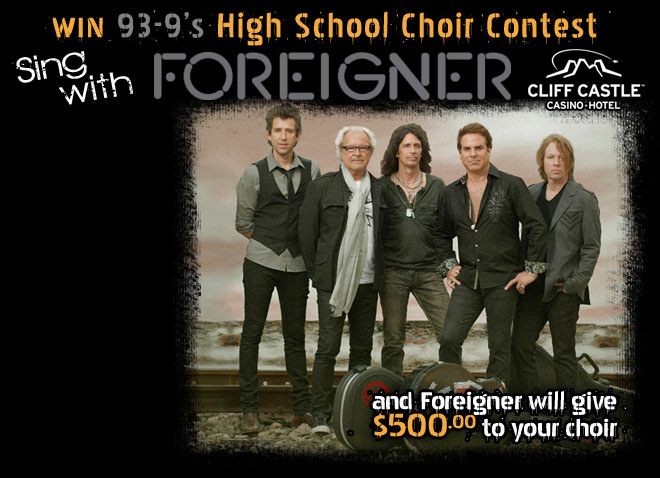 WIN 93-9's High School Choir Contest
Sing with FOREIGNER
CLIFF CASTLE
CASINO·HOTEL
and Foreigner will give
$500.00 to your choir